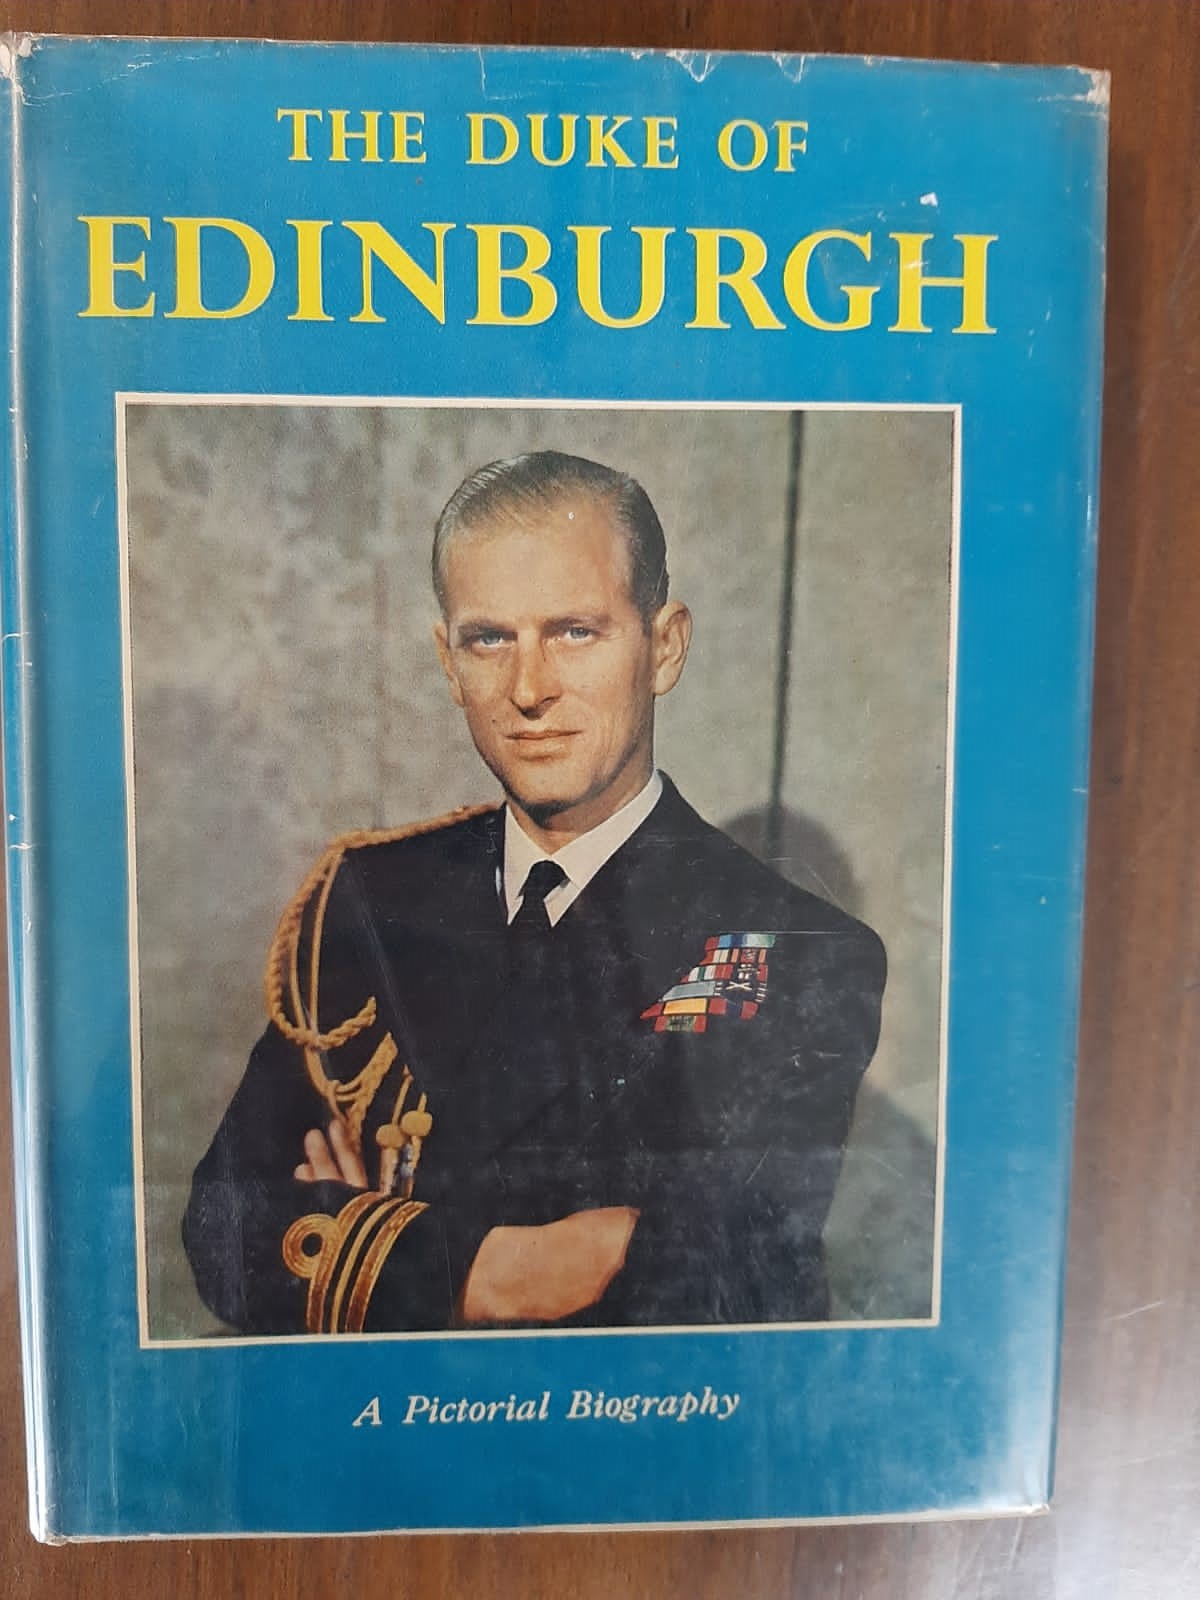 THE DUKE OF
EDINBURGH
A Pictorial Biography